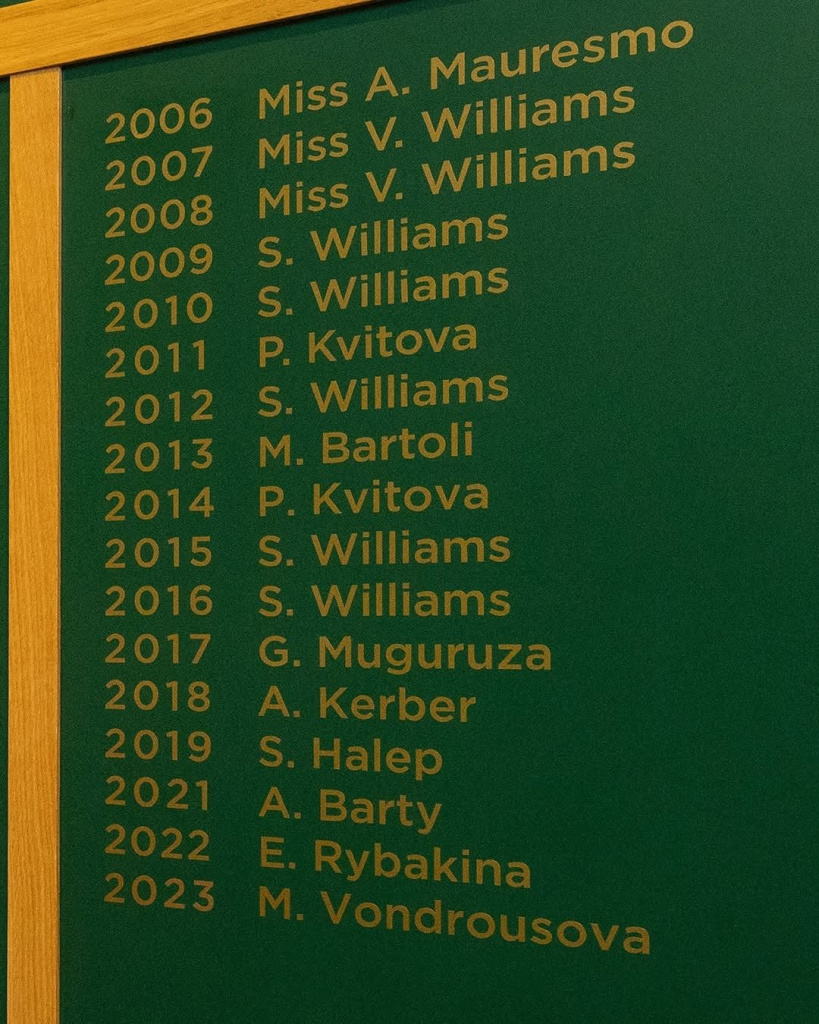 2006 Miss A. Mauresmo
2007 Miss V. Williams
2008 Miss V. Williams
2009 S. Williams
2010 S. Williams
2011 P. Kvitova
2012 S. Williams
2013 M. Bartoli
2014 P. Kvitova
2015 S. Williams
2016 S. Williams
2017 G. Muguruza
2018 A. Kerber
2019 S. Halep
2021 A. Barty
2022 E. Rybakina
2023 M. Vondrousova